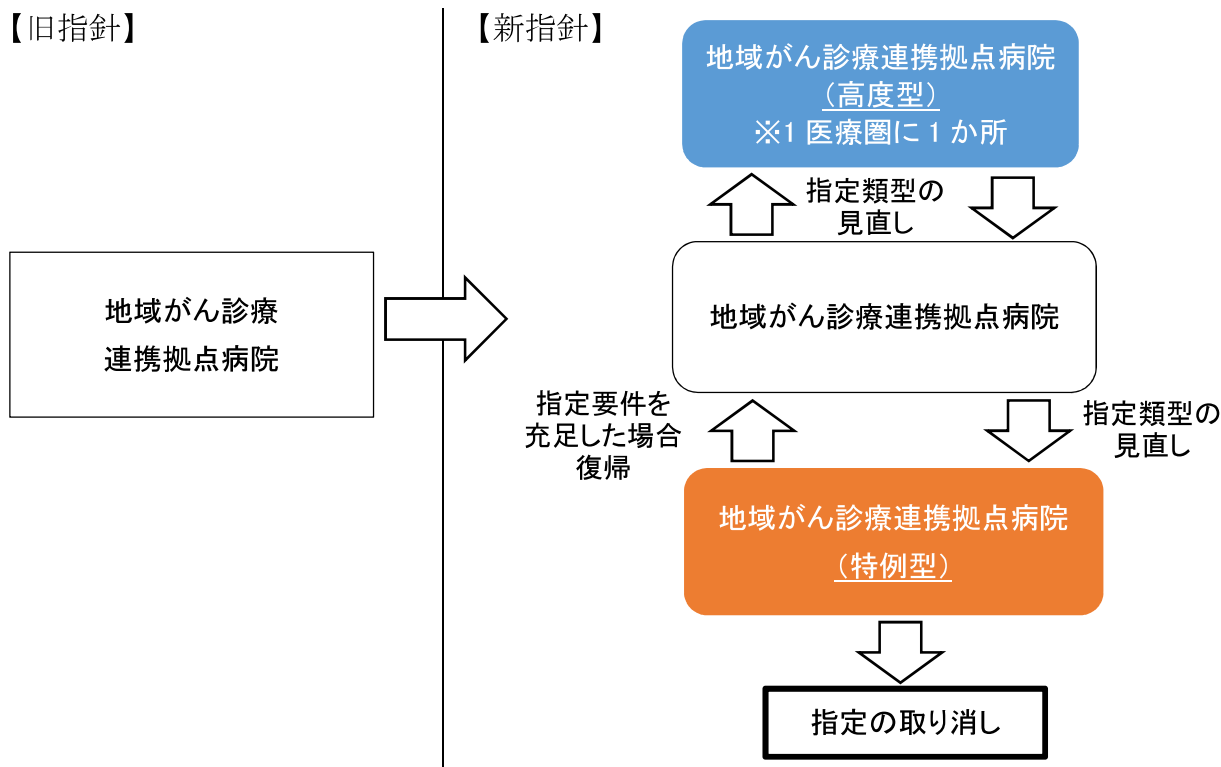 【旧指針】
地域がん診療
連携拠点病院
【新指針】
地域がん診療連携拠点病院
(高度型)
※1 医療圏に 1 か所
指定類型の
見直し
地域がん診療連携拠点病院
指定要件を
充足した場合
復帰
指定類型の
見直し
地域がん診療連携拠点病院
(特例型)
指定の取り消し